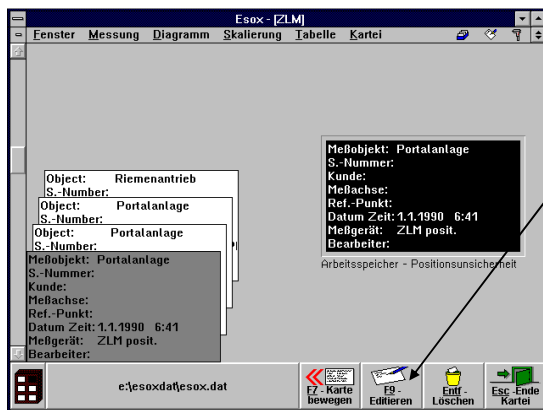 Esox - [ZLM]
Fenster Messung Diagramm Skalierung Tabelle Kartei
Object: Riemenantrieb
S.-Number:
Object: Portalanlage
S.-Number:
Object: Portalanlage
S.-Number:
Meßobjekt: Portalanlage
S.-Nummer:
Kunde:
Meßachse:
Ref.-Punkt:
Datum Zeit: 1.1.1990 6:41
Meßgerät: ZLM posit.
Bearbeiter:
Meßobjekt: Portalanlage
S.-Nummer:
Kunde:
Meßachse:
Ref.-Punkt:
Datum Zeit: 1.1.1990 6:41
Meßgerät: ZLM posit.
Bearbeiter:
Arbeitsspeicher - Positionsunsicherheit
e:\esoxdat\esox.dat
F7 - Karte
bewegen
F9 -
Editieren
Entf -
Löschen
Esc -Ende
Kartei